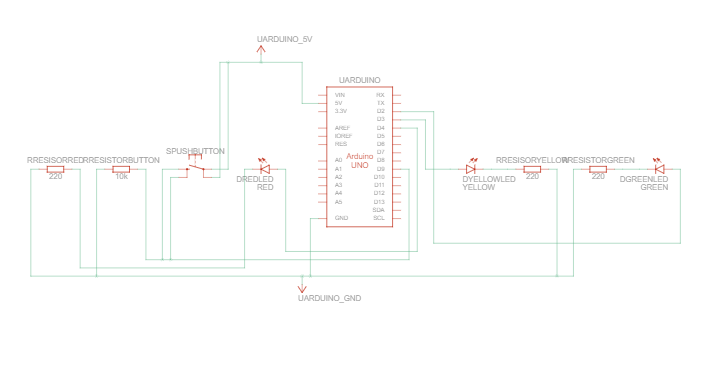 UARDUINO_5V
UARDUINO
VIN
5V
3.3V
AREF
IOREF
RES
A0
A1
A2
A3
A4
A5
GND
Arduino
UNO
RX
TX
D2
D3
D4
D5
D6
D7
D8
D9
D10
D11
D12
D13
SDA
SCL
SPUSHBUTTON
RRESISORRED
220
RRESISTORBUTTON
10k
DREDLED
RED
DYELLOWLED
YELLOW
RRESISORYELLOW
220
RRESISTORGREEN
220
DGREENLED
GREEN
UARDUINO_GND